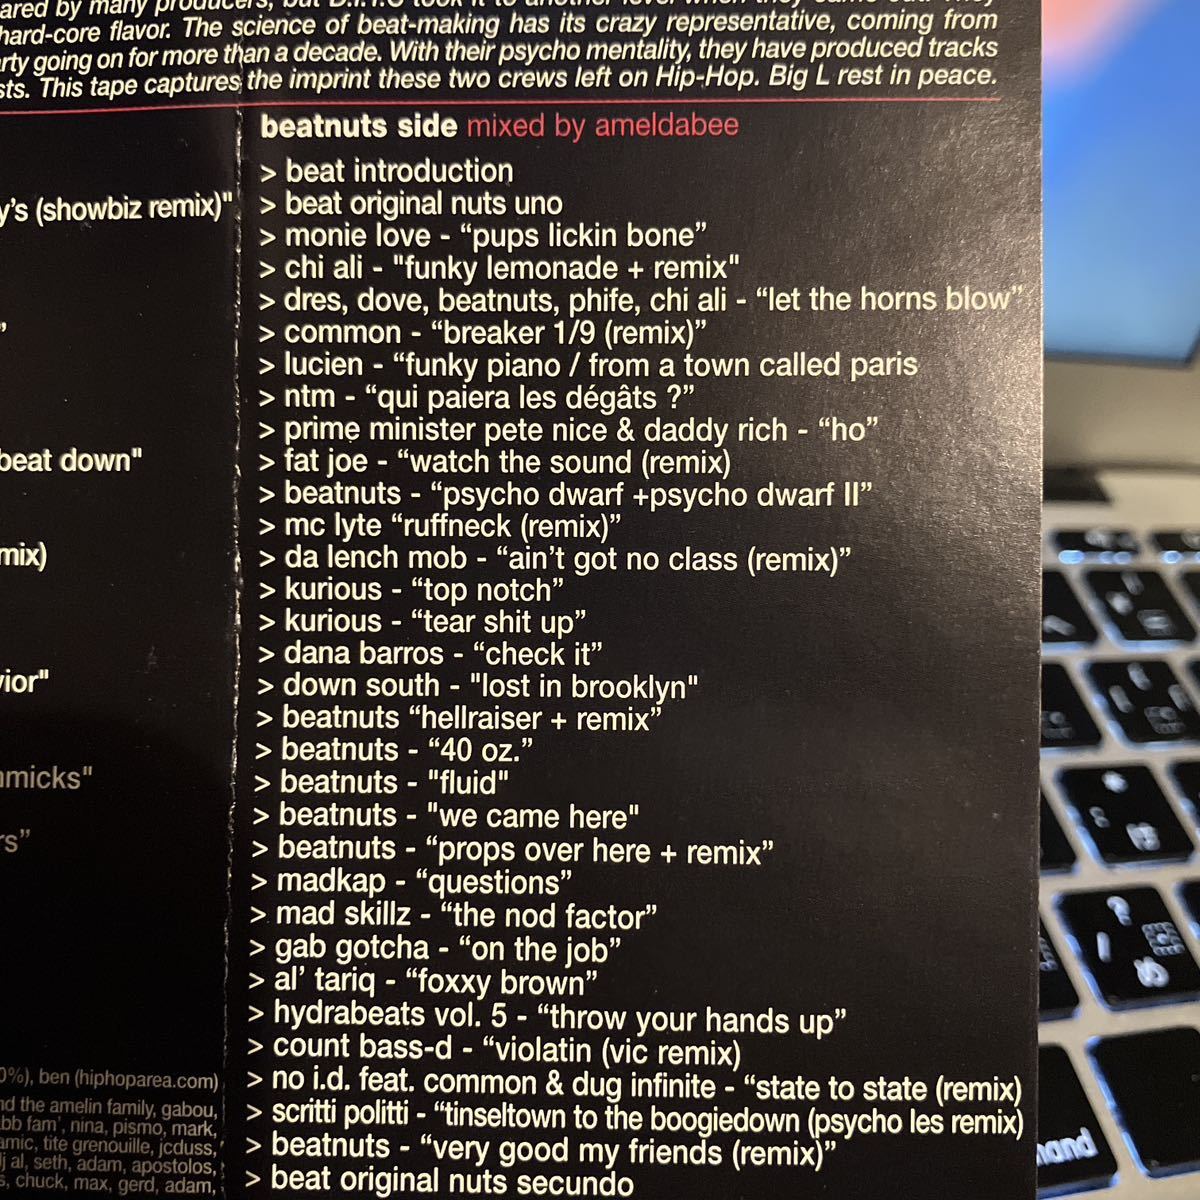 ared by many producers, but D.I.T.C took it to another level when they came out. They
hard-core flavor. The science of beat-making has its crazy representative, coming from
rty going on for more than a decade. With their psycho mentality, they have produced tracks
sts. This tape captures the imprint these two crews left on Hip-Hop. Big L rest in peace.
y's (showbiz remix)"
"
beat down"
mix)
vior"
mmicks"
rs"
0%), ben (hiphoparea.com)
nd the amelin family, gabou,
bb fam', nina, pismo, mark,
amic, tite grenouille, jcduss,
dj al, seth, adam, apostolos,
s, chuck, max, gerd, adam,
beatnuts side mixed by ameldabee
> beat introduction
> beat original nuts uno
> monie love - “pups lickin bone”
> chi ali - "funky lemonade + remix"
> dres, dove, beatnuts, phife, chi ali - “let the horns blow”
> common - “breaker 1/9 (remix)”
> lucien - “funky piano / from a town called paris
> ntm - “qui paiera les dégâts ?”
> prime minister pete nice & daddy rich - “ho”
> fat joe - “watch the sound (remix)
> beatnuts - “psycho dwarf +psycho dwarf II”
> mc lyte “ruffneck (remix)”
> da lench mob - “ain’t got no class (remix)”
> kurious - “top notch”
> kurious - “tear shit up”
> dana barros - “check it”
> down south - "lost in brooklyn"
> beatnuts “hellraiser + remix”
> beatnuts - “40 oz.”
> beatnuts - "fluid"
> beatnuts - "we came here"
> beatnuts - “props over here + remix”
> madkap - “questions”
> mad skillz - “the nod factor”
> gab gotcha - “on the job”
> al’ tariq - “foxxy brown”
> hydrabeats vol. 5 - “throw your hands up”
> count bass-d - “violatin (vic remix)
> no i.d. feat. common & dug infinite - “state to state (remix)
> scritti politti - “tinseltown to the boogiedown (psycho les remix)
> beatnuts - “very good my friends (remix)”
> beat original nuts secundo